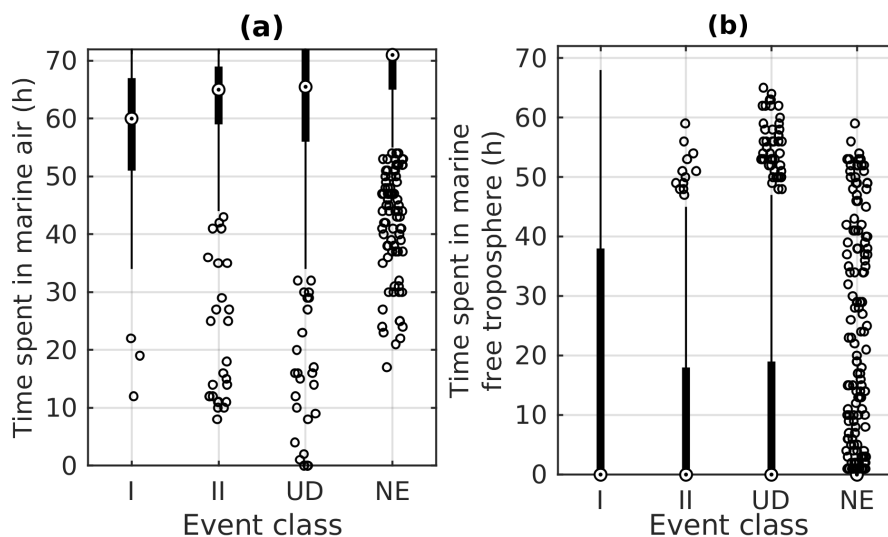 (a)
Time spent in marine air (h)
70
60
50
40
30
20
10
0
I II UD NE
Event class
(b)
Time spent in marine
free troposphere (h)
70
60
50
40
30
20
10
0
I II UD NE
Event class